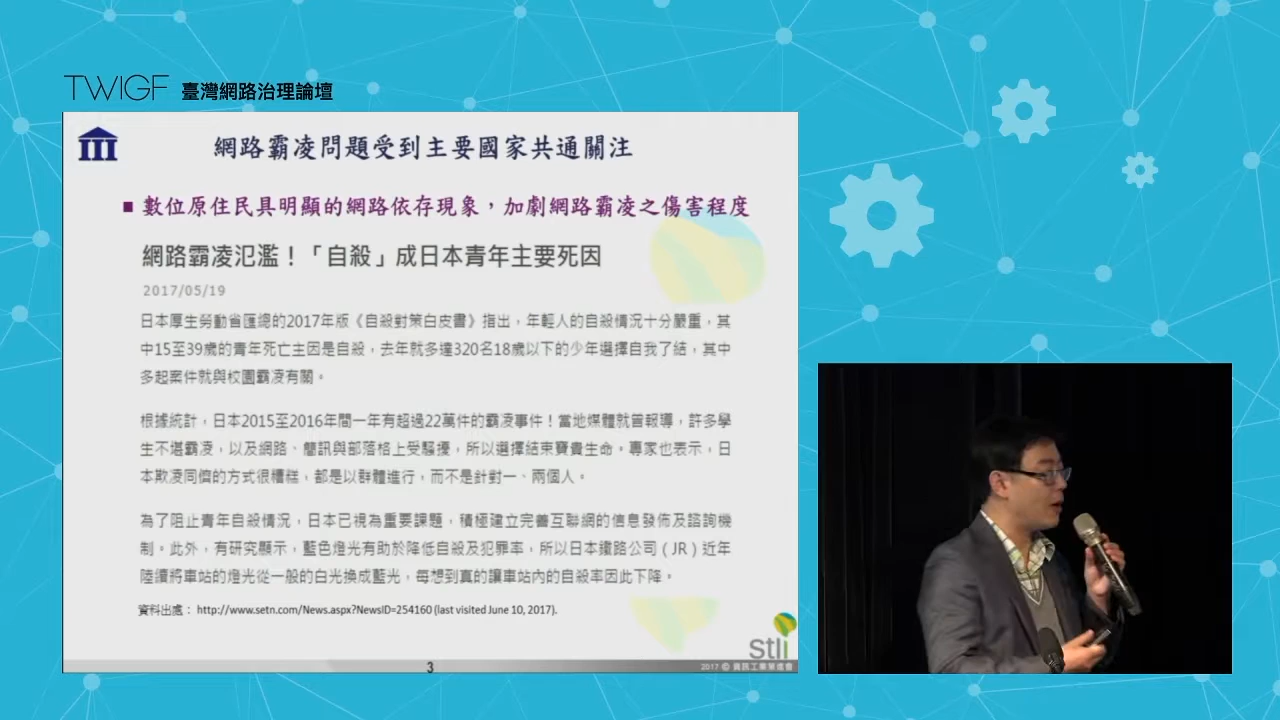 TWIGF 臺灣網路治理論壇
網路霸凌問題受到主要國家共通關注
數位原住民具明顯的網路依存現象，加劇網路霸凌之傷害程度
網路霸凌氾濫！「自殺」成日本青年主要死因
2017/05/19
日本厚生勞動省匯總的2017年版《自殺對策白皮書》指出，年輕人的自殺情況十分嚴重，其
中15至39歲的青年死亡主因是自殺，去年就多達320名18歲以下的少年選擇自我了結，其中
多起案件就與校園霸凌有關。
根據統計，日本2015至2016年間一年有超過22萬件的霸凌事件！當地媒體就曾報導，許多學
生不堪霸凌，以及網路、簡訊與部落格上受騷擾，所以選擇結束寶貴生命。專家也表示，日
本欺凌同儕的方式很糟糕，都是以群體進行，而不是針對一、兩個人。
為了阻止青年自殺情況，日本已視為重要課題，積極建立完善互聯網的信息發佈及諮詢機
制。此外，有研究顯示，藍色燈光有助於降低自殺及犯罪率，所以日本鐵路公司（JR）近年
陸續將車站的燈光從一般的白光換成藍光，每想到真的讓車站內的自殺率因此下降。
資料出處： http://www.setn.com/News.aspx?NewsID=254160 (last visited June 10, 2017).
stli
3
2017 © 資訊工業策進會